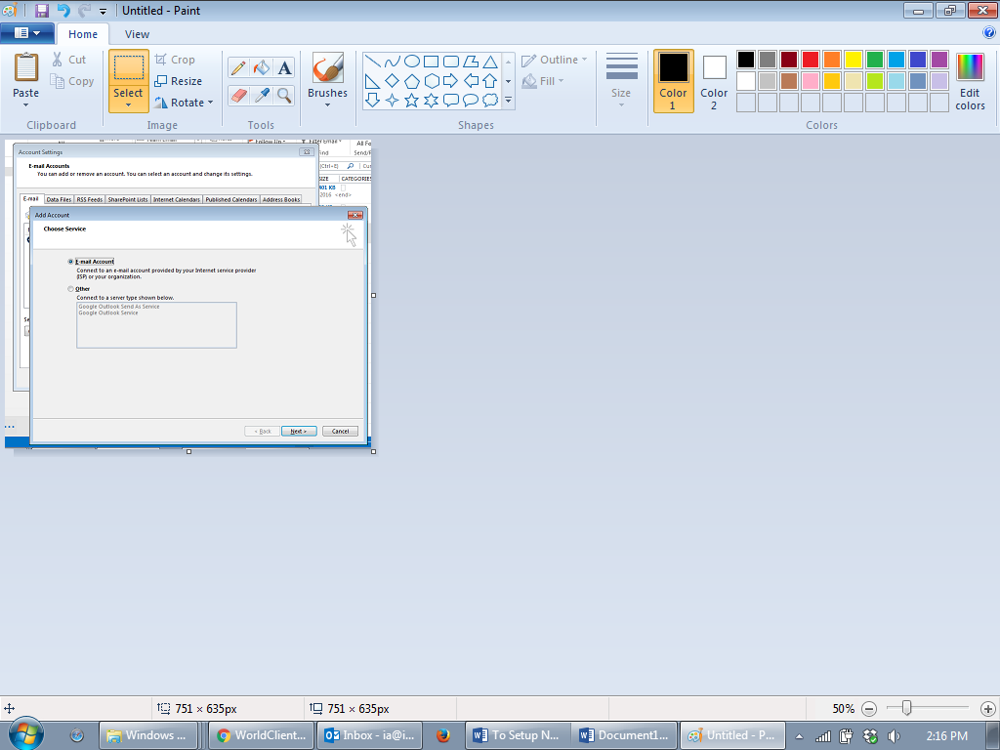 Untitled - Paint
Home View
Paste
Cut
Copy
Clipboard
Select
Crop
Resize
Rotate
Image
A
Tools
Brushes
Shapes
Outline
Fill
Size
Color 1
Color 2
Edit colors
Colors
Account Settings
E-mail Accounts
You can add or remove an account. You can select an account and change its settings.
E-mail Data Files RSS Feeds SharePoint Lists Internet Calendars Published Calendars Address Books
Follow Up
Filter Email
All Fo
Find
Send/R
(Ctrl+E)
Cur
SIZE CATEGORIES
401 KB
2016 <end>
Add Account
Choose Service
E-mail Account
Connect to an e-mail account provided by your Internet service provider
(ISP) or your organization.
Other
Connect to a server type shown below.
Google Outlook Send As Service
Google Outlook Service
< Back Next > Cancel
751 × 635px 751 × 635px 50%
Windows ... WorldClient... Inbox - ia@i... To Setup N... Document1... Untitled - P... 2:16 PM